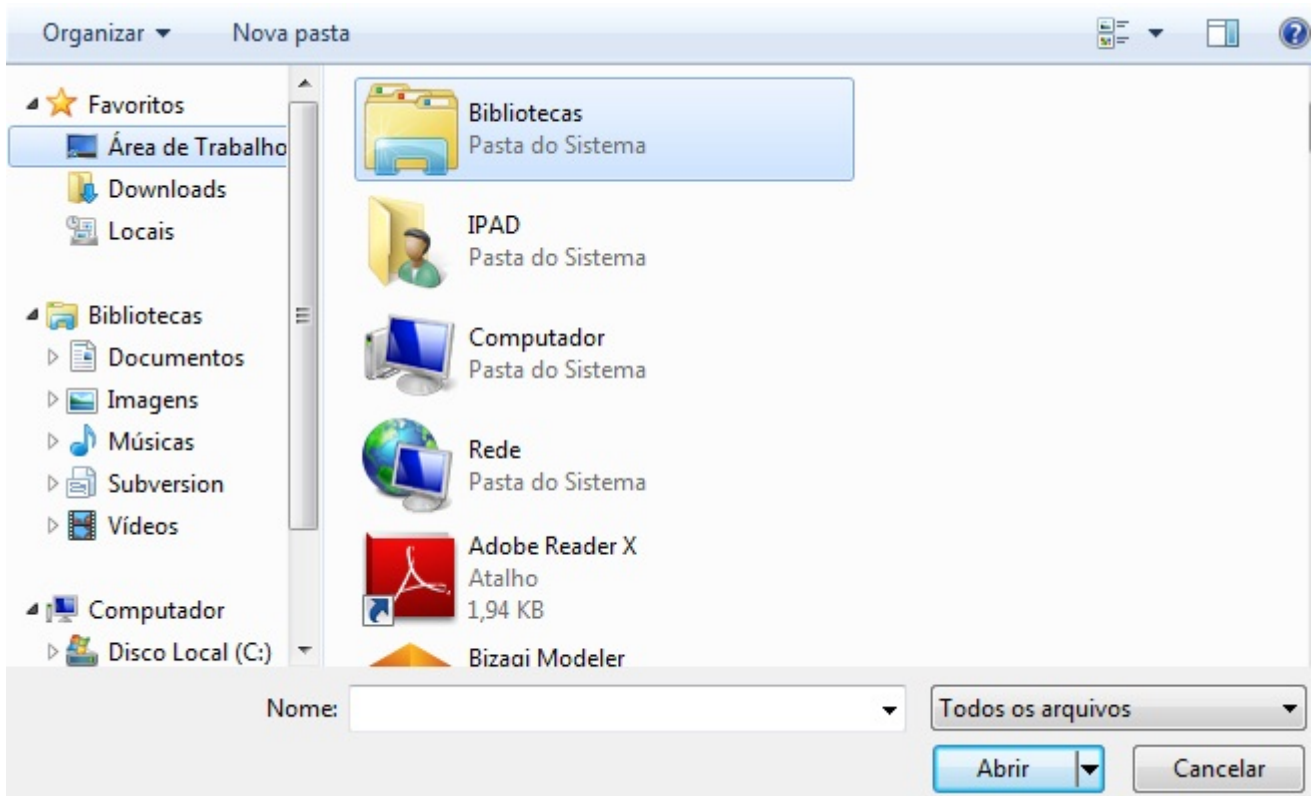 Organizar
Nova pasta
Favoritos
Área de Trabalho
Downloads
Locais
Bibliotecas
Documentos
Imagens
Músicas
Subversion
Vídeos
Computador
Disco Local (C:)
Bibliotecas
Pasta do Sistema
IPAD
Pasta do Sistema
Computador
Pasta do Sistema
Rede
Pasta do Sistema
Adobe Reader X
Atalho
1,94 KB
Bizagi Modeler
Nome:
Todos os arquivos
Abrir
Cancelar